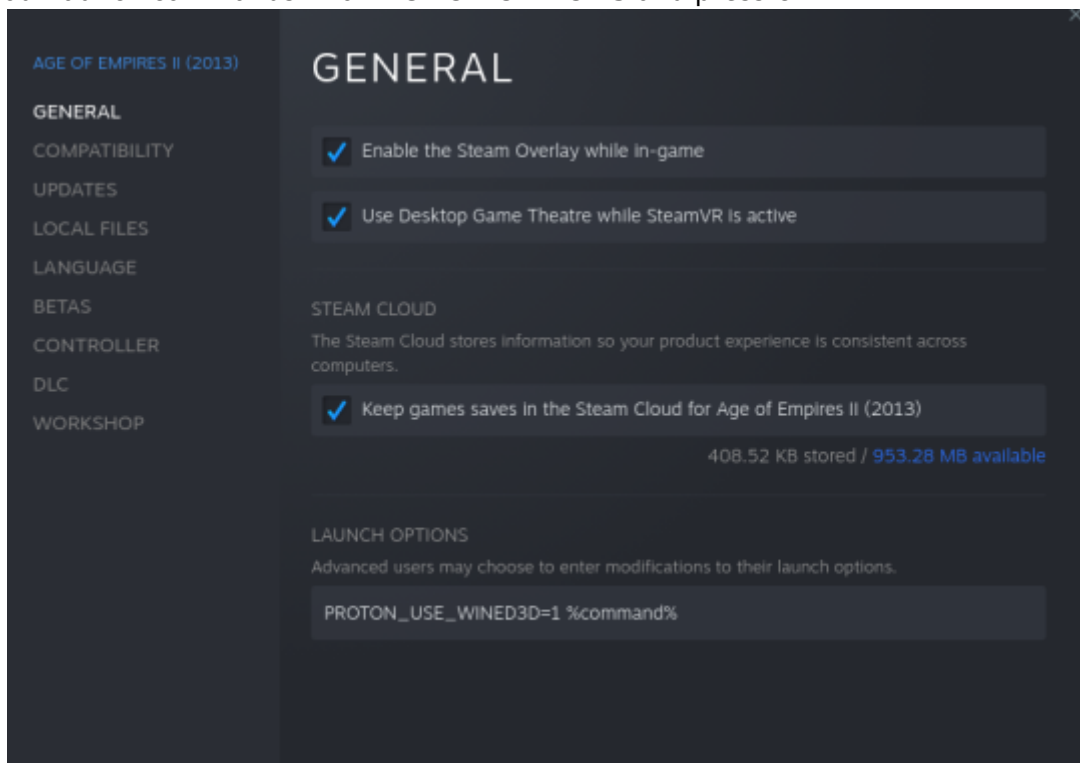 AGE OF EMPIRES II (2013)
GENERAL
COMPATIBILITY
UPDATES
LOCAL FILES
LANGUAGE
BETAS
CONTROLLER
DLC
WORKSHOP
GENERAL
Enable the Steam Overlay while in-game
Use Desktop Game Theatre while SteamVR is active
STEAM CLOUD
The Steam Cloud stores information so your product experience is consistent across
computers.
Keep games saves in the Steam Cloud for Age of Empires II (2013)
408.52 KB stored / 953.28 MB available
LAUNCH OPTIONS
Advanced users may choose to enter modifications to their launch options.
PROTON_USE_WINED3D=1 %command%